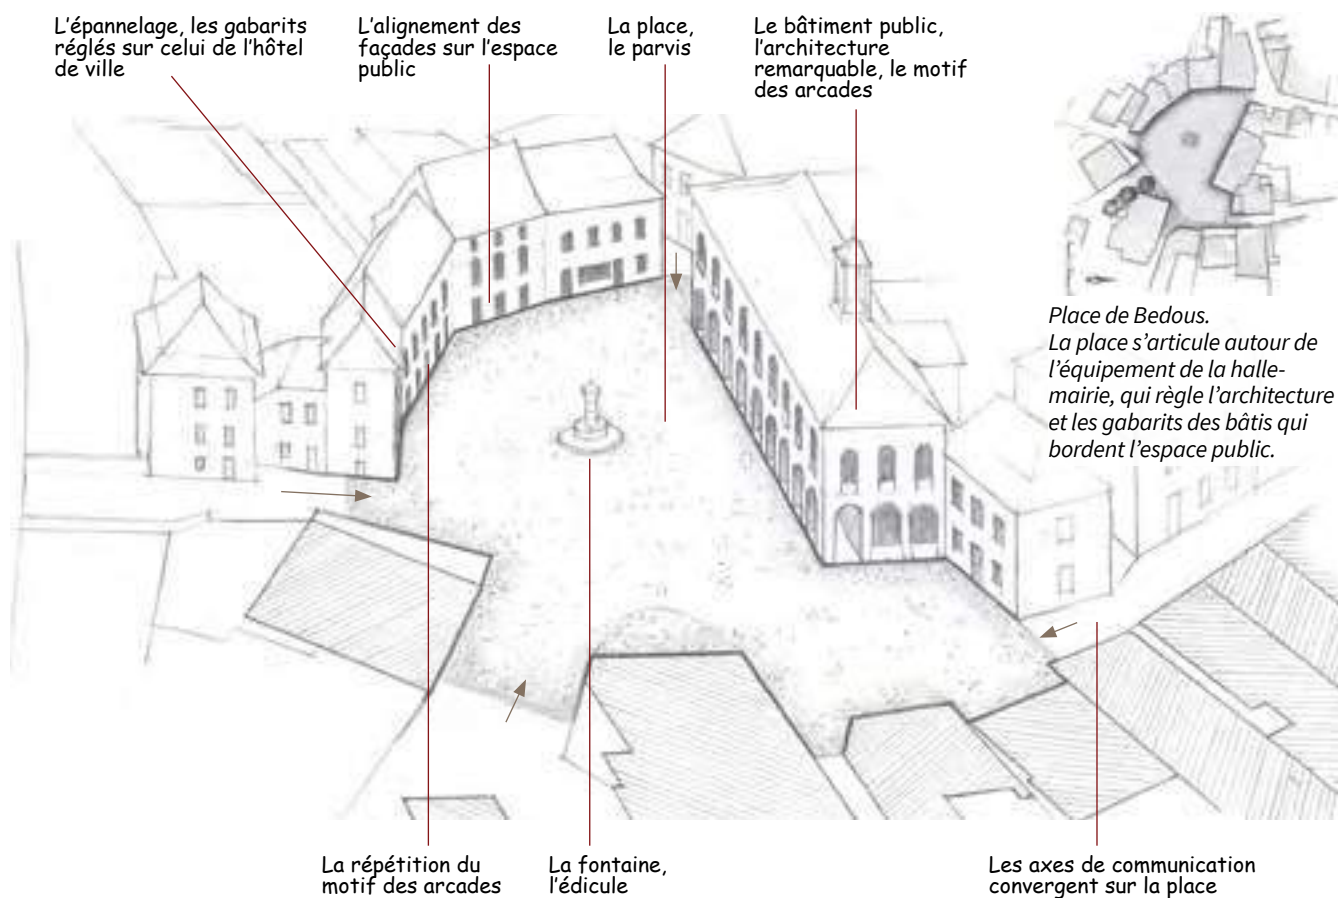 L'épannelage, les gabarits
réglés sur celui de l'hôtel
de ville
L'alignement des
façades sur l'espace
public
La place,
le parvis
Le bâtiment public,
l'architecture
remarquable, le motif
des arcades
Place de Bedous.
La place s'articule autour de
l'équipement de la halle-
mairie, qui règle l'architecture
et les gabarits des bâtis qui
bordent l'espace public.
La répétition du
motif des arcades
La fontaine,
l'édicule
Les axes de communication
convergent sur la place